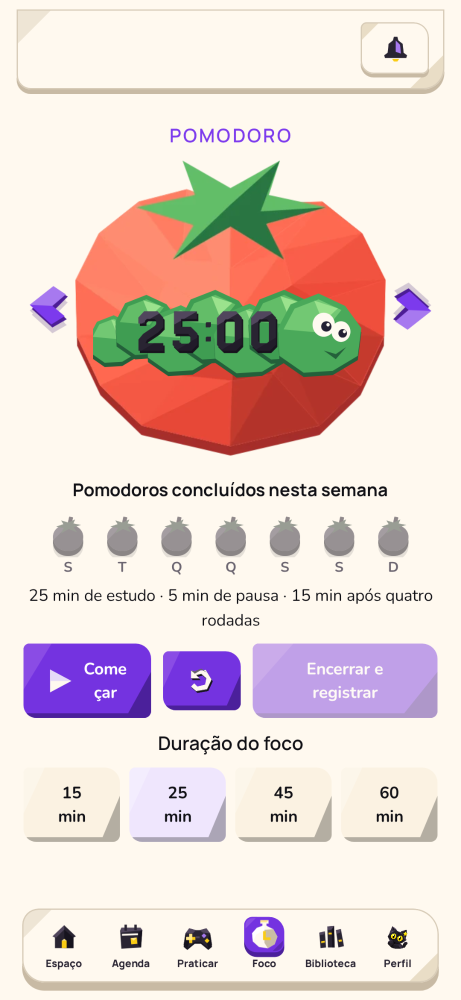 POMODORO
25:00
Pomodoros concluídos nesta semana
S T Q Q S S D
25 min de estudo · 5 min de pausa · 15 min após quatro
rodadas
Come
çar
Encerrar e
registrar
Duração do foco
15
min
25
min
45
min
60
min
Espaço Agenda Praticar Foco Biblioteca Perfil